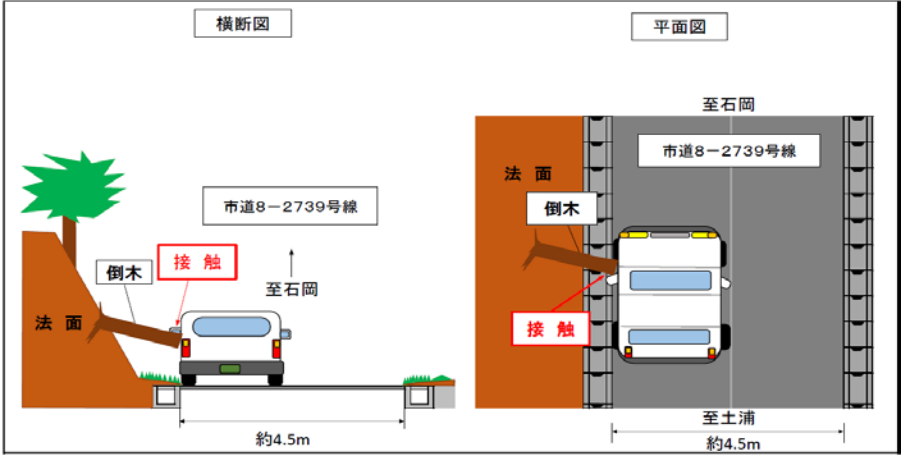 横断図
市道8－2739号線
倒木
接 触
至石岡
法 面
約4.5m
平面図
至石岡
市道8－2739号線
法 面
倒木
接 触
至土浦
約4.5m